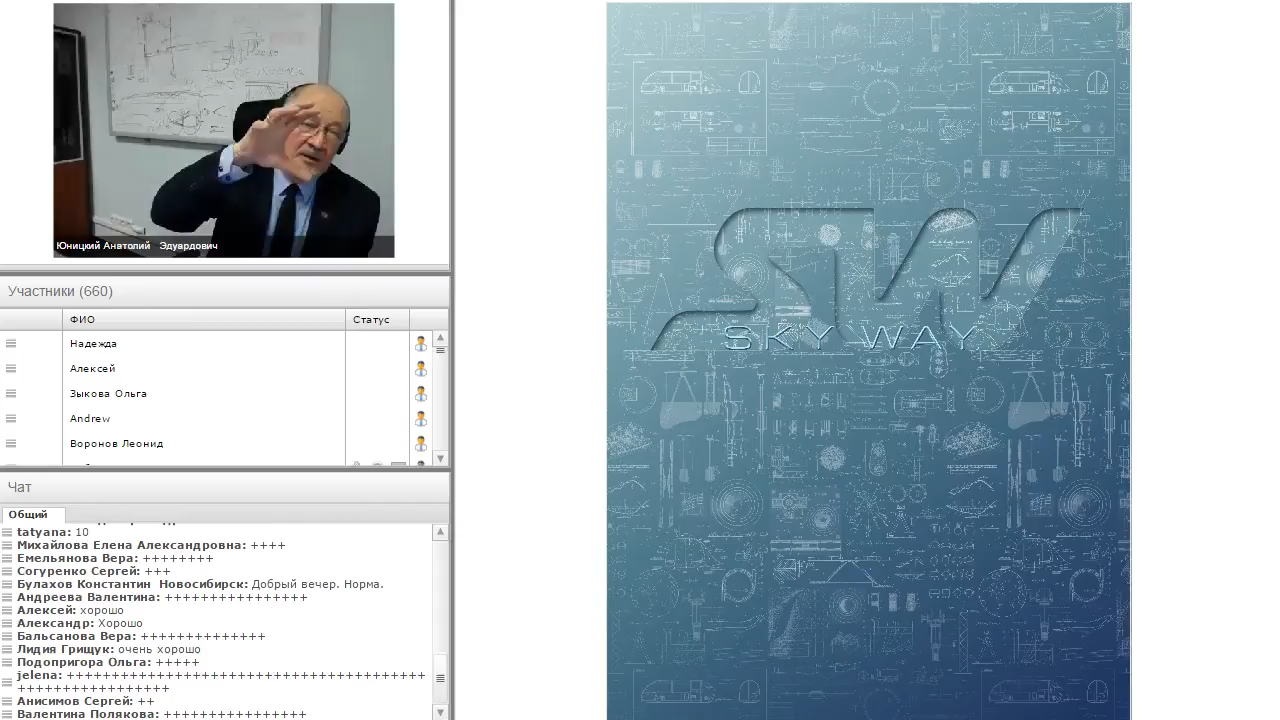 Юницкий Анатолий Эдуардович
Участники (660)
ФИО
Статус
Надежда
Алексей
Зыкова Ольга
Andrew
Воронов Леонид
Чат
Общий
tatyana: 10
Михайлова Елена Александровна: ++++
Емельянова Вера: ++++++++
Согуренко Сергей: +++
Булахов Константин Новосибирск: Добрый вечер. Норма.
Андреева Валентина: ++++++++++++++++
Алексей: хорошо
Александр: Хорошо
Бальсанова Вера: ++++++++++++++
Лидия Грищук: очень хорошо
Подопригора Ольга: +++++
jelena: ++++++++++++++++++++++++++++++++++++++++
+++++++++++++++++
Анисимов Сергей: ++
Валентина Полякова: ++++++++++++++++
SW
SKY WAY